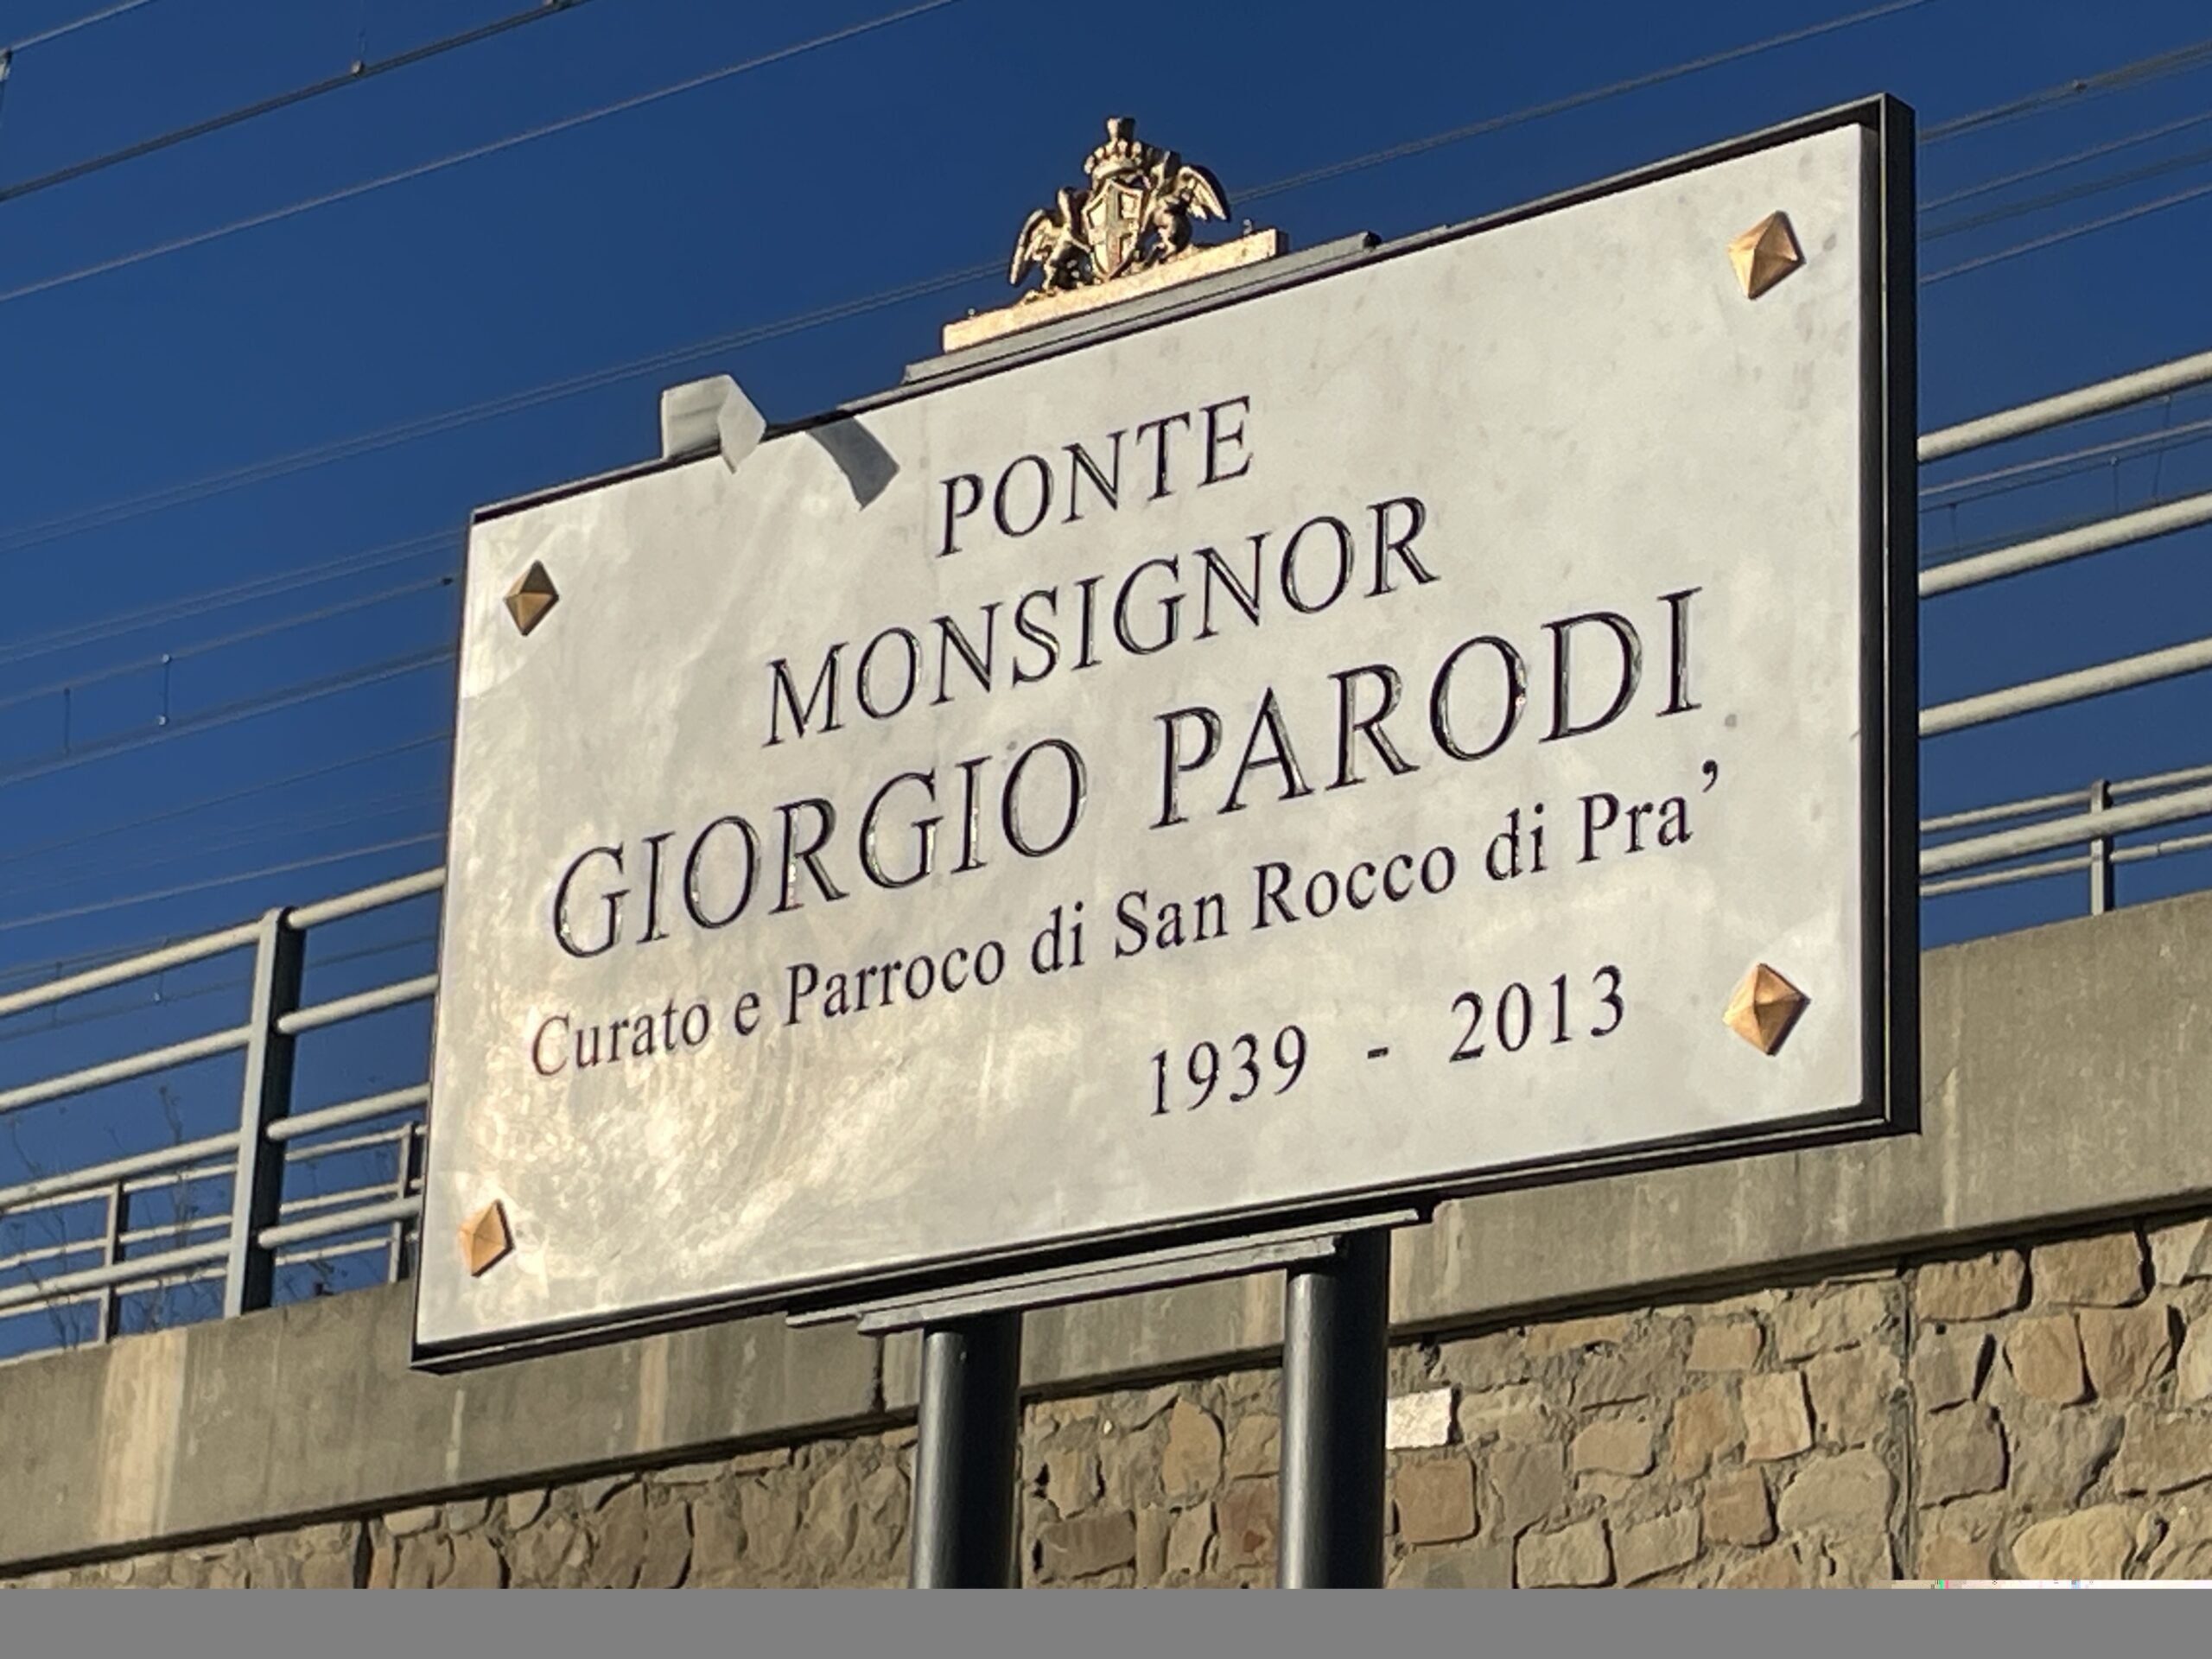 PONTE
MONSIGNOR
GIORGIO PARODI
Curato e Parroco di San Rocco di Pra’
1939 - 2013